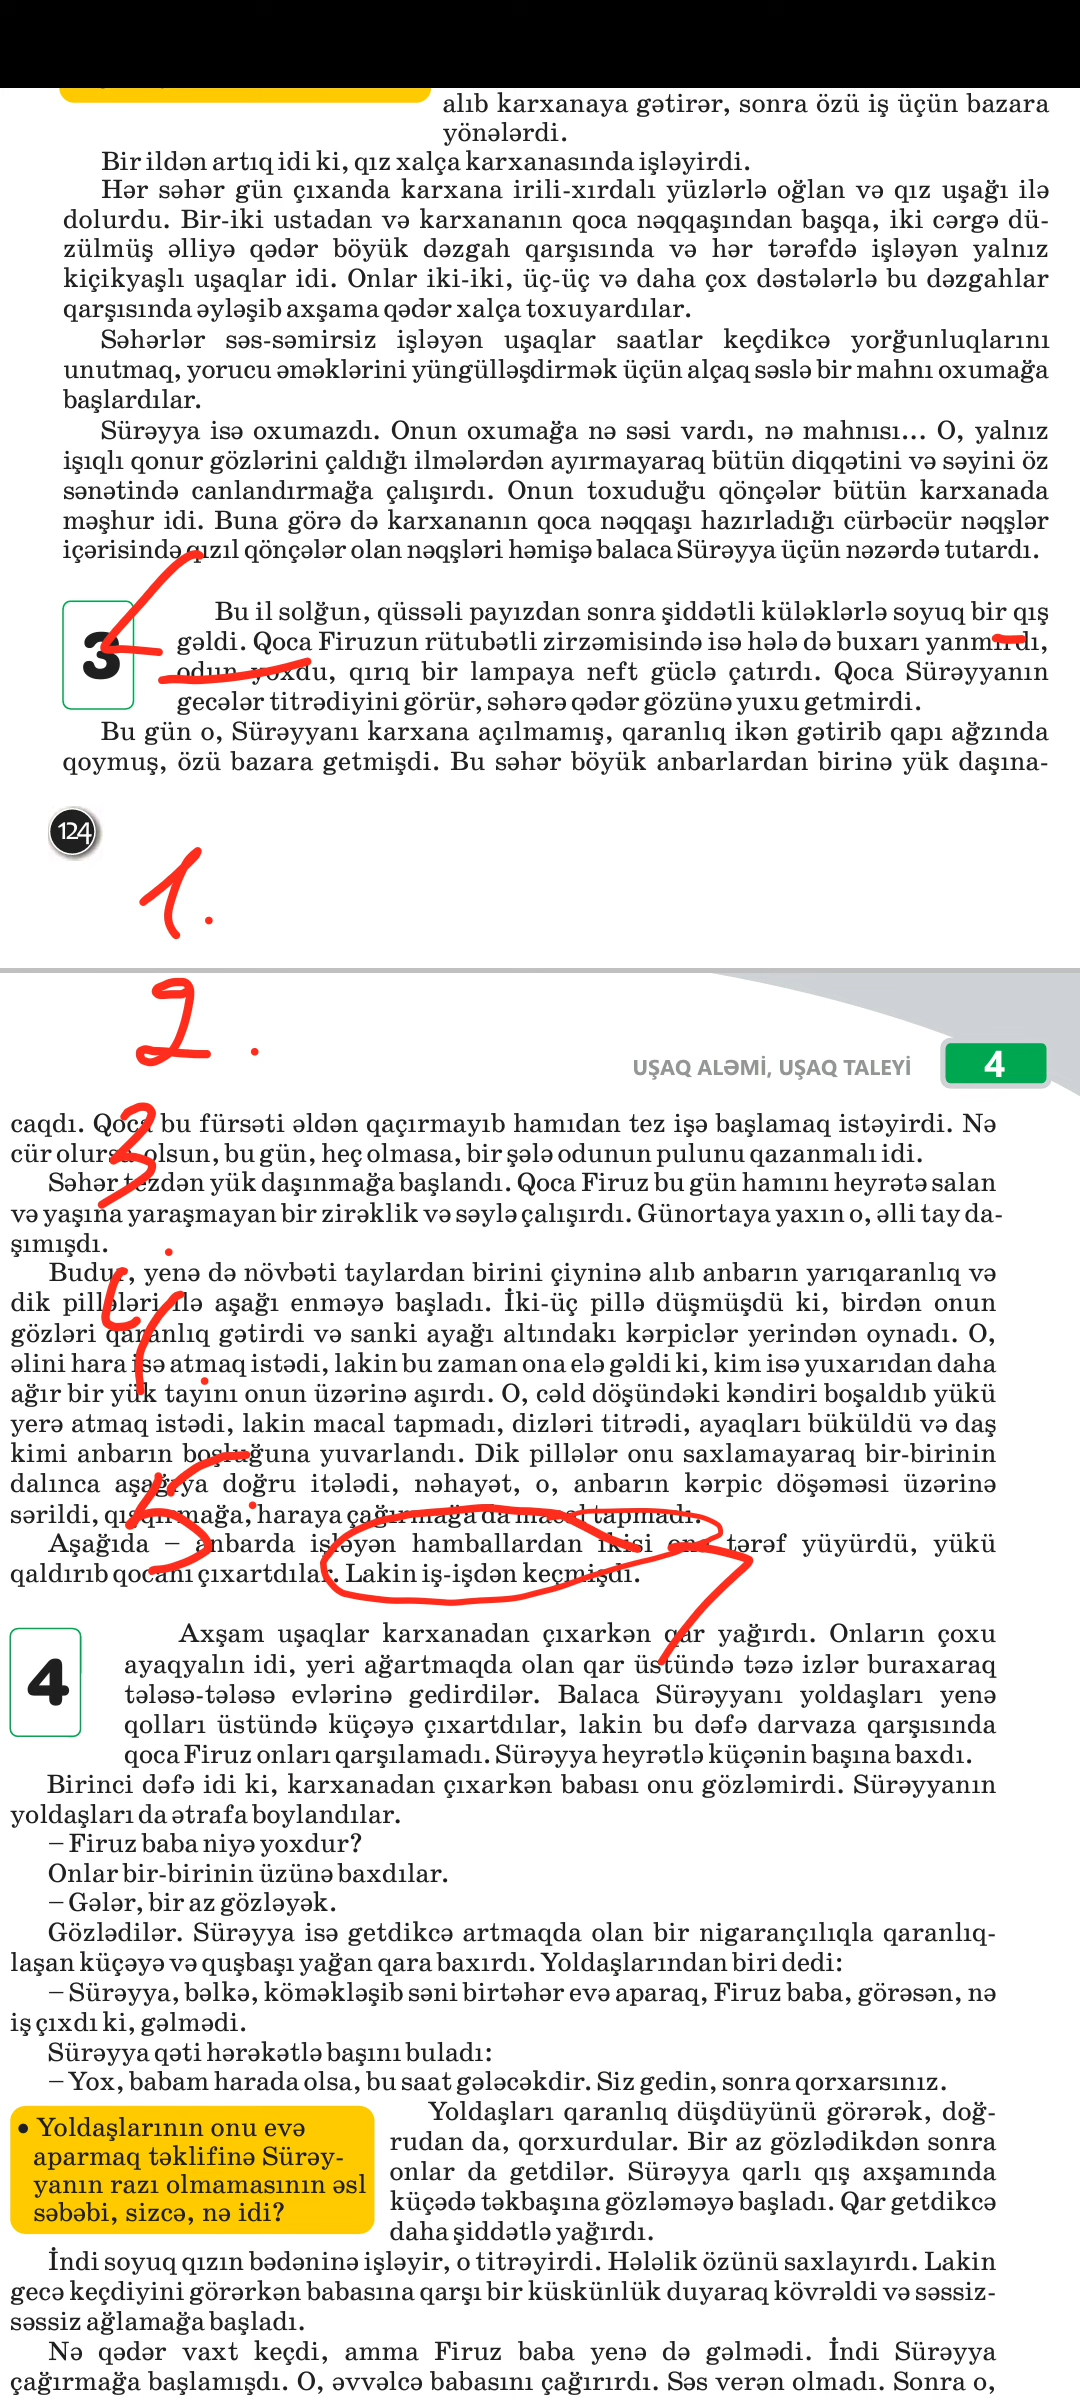 alıb karxanaya gətirər, sonra özü iş üçün bazara
yönələrdi.
Bir ildən artıq idi ki, qız xalça karxanasında işləyirdi.
Hər səhər gün çıxanda karxana irili-xırdalı yüzlərlə oğlan və qız uşağı ilə
dolurdu. Bir-iki ustadan və karxananın qoca nəqqaşından başqa, iki cərgə dü-
zülmüş əlliyə qədər böyük dəzgah qarşısında və hər tərəfdə işləyən yalnız
kiçikyaşlı uşaqlar idi. Onlar iki-iki, üç-üç və daha çox dəstələrlə bu dəzgahlar
qarşısında əyləşib axşama qədər xalça toxuyardılar.
Səhərlər səs-səmirsiz işləyən uşaqlar saatlar keçdikcə yorğunluqlarını
unutmaq, yorucu əməklərini yüngülləşdirmək üçün alçaq səslə bir mahnı oxumağa
başlardılar.
Sürəyya isə oxumazdı. Onun oxumağa nə səsi vardı, nə mahnısı... O, yalnız
işıqlı qonur gözlərini çaldığı ilmələrdən ayırmayaraq bütün diqqətini və səyini öz
sənətində canlandırmağa çalışırdı. Onun toxuduğu qönçələr bütün karxanada
məşhur idi. Buna görə də karxananın qoca nəqqaşı hazırladığı cürbəcür nəqşlər
içərisində qızıl qönçələr olan nəqşləri həmişə balaca Sürəyya üçün nəzərdə tutardı.
3
Bu il solğun, qüssəli payızdan sonra şiddətli küləklərlə soyuq bir qış
gəldi. Qoca Firuzun rütubətli zirzəmisində isə hələ də buxarı yanmırdı,
odun yoxdu, qırıq bir lampaya neft güclə çatırdı. Qoca Sürəyyanın
gecələr titrədiyini görür, səhərə qədər gözünə yuxu getmirdi.
Bu gün o, Sürəyyanı karxana açılmamış, qaranlıq ikən gətirib qapı ağzında
qoymuş, özü bazara getmişdi. Bu səhər böyük anbarlardan birinə yük daşına-
124
1.
2.
UŞAQ ALƏMİ, UŞAQ TALEYİ
4
3.
caqdı. Qoca bu fürsəti əldən qaçırmayıb hamıdan tez işə başlamaq istəyirdi. Nə
cür olursa olsun, bu gün, heç olmasa, bir şələ odunun pulunu qazanmalı idi.
Səhər tezdən yük daşınmağa başlandı. Qoca Firuz bu gün hamını heyrətə salan
və yaşına yaraşmayan bir zirəklik və səylə çalışırdı. Günortaya yaxın o, əlli tay da-
şımışdı.
4.
Budur, yenə də növbəti taylardan birini çiyninə alıb anbarın yarıqaranlıq və
dik pillələri ilə aşağı enməyə başladı. İki-üç pillə düşmüşdü ki, birdən onun
gözləri qaranlıq gətirdi və sanki ayağı altındakı kərpiclər yerindən oynadı. O,
əlini hara isə atmaq istədi, lakin bu zaman ona elə gəldi ki, kim isə yuxarıdan daha
ağır bir yük tayını onun üzərinə aşırdı. O, cəld döşündəki kəndiri boşaldıb yükü
yerə atmaq istədi, lakin macal tapmadı, dizləri titrədi, ayaqları büküldü və daş
kimi anbarın boşluğuna yuvarlandı. Dik pillələr onu saxlamayaraq bir-birinin
dalınca aşağıya doğru itələdi, nəhayət, o, anbarın kərpic döşəməsi üzərinə
sərildi, qışqırmağa, haraya çağırmağa da macal tapmadı.
5.
Aşağıda – anbarda işləyən hamballardan ikisi ona tərəf yüyürdü, yükü
qaldırıb qocanı çıxartdılar. Lakin iş-işdən keçmişdi.
4
Axşam uşaqlar karxanadan çıxarkən qar yağırdı. Onların çoxu
ayaqyalın idi, yeri ağartmaqda olan qar üstündə təzə izlər buraxaraq
tələsə-tələsə evlərinə gedirdilər. Balaca Sürəyyanı yoldaşları yenə
qolları üstündə küçəyə çıxartdılar, lakin bu dəfə darvaza qarşısında
qoca Firuz onları qarşılamadı. Sürəyya heyrətlə küçənin başına baxdı.
Birinci dəfə idi ki, karxanadan çıxarkən babası onu gözləmirdi. Sürəyyanın
yoldaşları da ətrafa boylandılar.
– Firuz baba niyə yoxdur?
Onlar bir-birinin üzünə baxdılar.
– Gələr, bir az gözləyək.
Gözlədilər. Sürəyya isə getdikcə artmaqda olan bir nigarançılıqla qaranlıq-
laşan küçəyə və quşbaşı yağan qara baxırdı. Yoldaşlarından biri dedi:
– Sürəyya, bəlkə, köməkləşib səni birtəhər evə aparaq, Firuz baba, görəsən, nə
iş çıxdı ki, gəlmədi.
Sürəyya qəti hərəkətlə başını buladı:
– Yox, babam harada olsa, bu saat gələcəkdir. Siz gedin, sonra qorxarsınız.
• Yoldaşlarının onu evə
aparmaq təklifinə Sürəy-
yanın razı olmamasının əsl
səbəbi, sizcə, nə idi?
Yoldaşları qaranlıq düşdüyünü görərək, doğ-
rudan da, qorxurdular. Bir az gözlədikdən sonra
onlar da getdilər. Sürəyya qarlı qış axşamında
küçədə təkbaşına gözləməyə başladı. Qar getdikcə
daha şiddətlə yağırdı.
İndi soyuq qızın bədəninə işləyir, o titrəyirdi. Hələlik özünü saxlayırdı. Lakin
gecə keçdiyini görərkən babasına qarşı bir küskünlük duyaraq kövrəldi və səssiz-
səssiz ağlamağa başladı.
Nə qədər vaxt keçdi, amma Firuz baba yenə də gəlmədi. İndi Sürəyya
çağırmağa başlamışdı. O, əvvəlcə babasını çağırırdı. Səs verən olmadı. Sonra o,